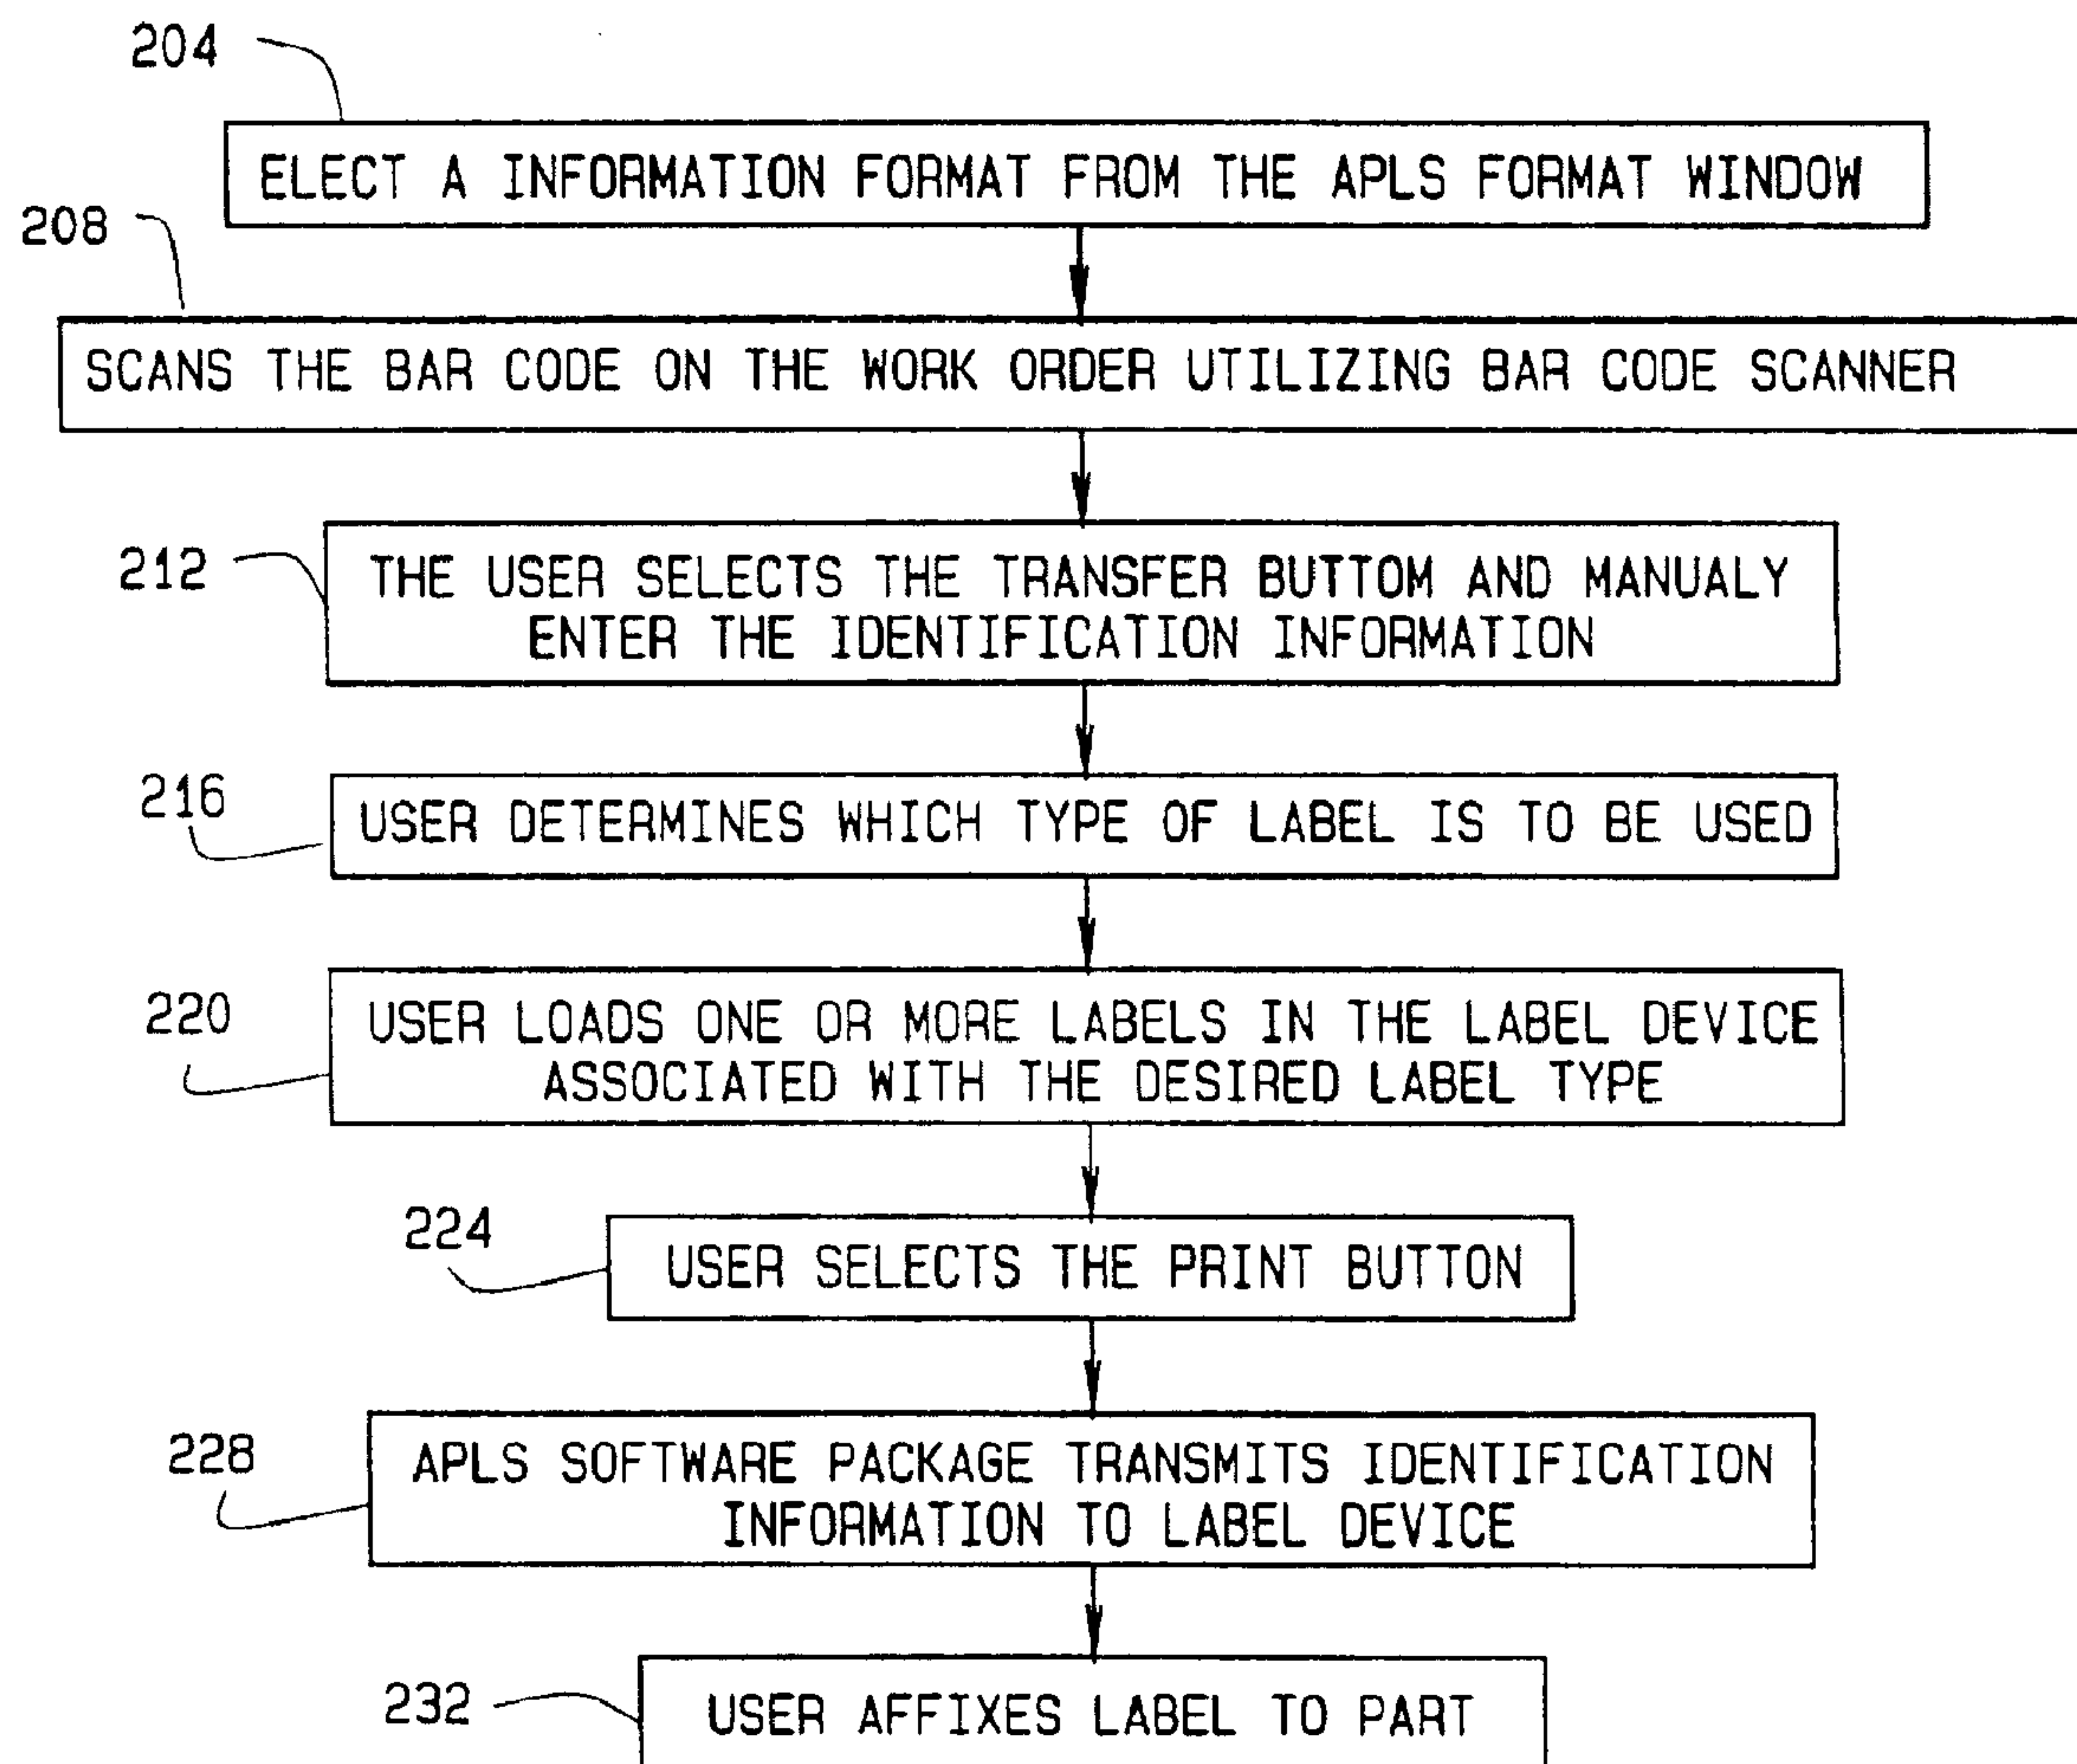 204
ELECT A INFORMATION FORMAT FROM THE APLS FORMAT WINDOW
208
SCANS THE BAR CODE ON THE WORK ORDER UTILIZING BAR CODE SCANNER
212
THE USER SELECTS THE TRANSFER BUTTOM AND MANUALY
ENTER THE IDENTIFICATION INFORMATION
216
USER DETERMINES WHICH TYPE OF LABEL IS TO BE USED
220
USER LOADS ONE OR MORE LABELS IN THE LABEL DEVICE
ASSOCIATED WITH THE DESIRED LABEL TYPE
224
USER SELECTS THE PRINT BUTTON
228
APLS SOFTWARE PACKAGE TRANSMITS IDENTIFICATION
INFORMATION TO LABEL DEVICE
232
USER AFFIXES LABEL TO PART